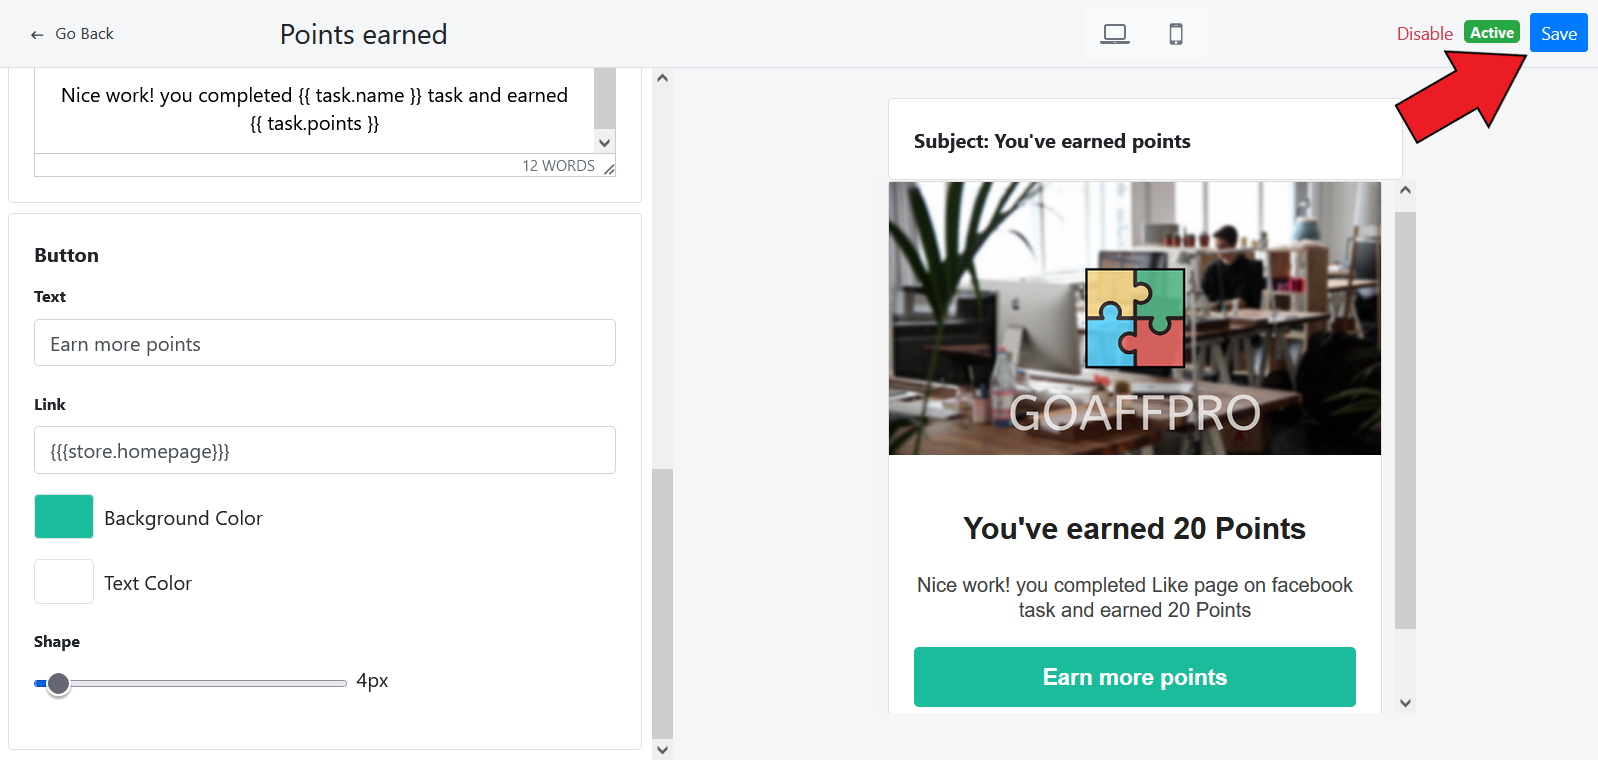 Go Back
Points earned
Disable
Active
Save
Nice work! you completed {{ task.name }} task and earned
{{ task.points }}
12 WORDS
Button
Text
Earn more points
Link
{{{store.homepage}}}
Background Color
Text Color
Shape
4px
Subject: You've earned points
GOAFFPRO
You've earned 20 Points
Nice work! you completed Like page on facebook
task and earned 20 Points
Earn more points